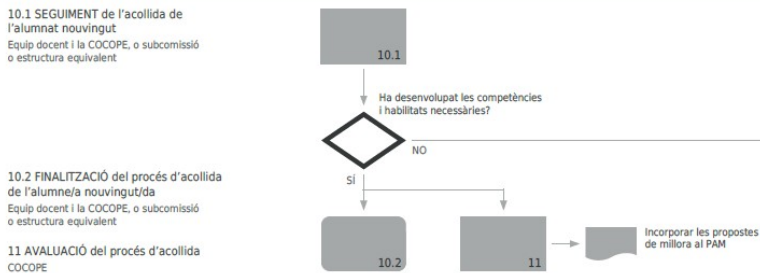 10.1 SEGUIMENT de l'acollida de
l'alumnat nouvingut
Equip docent i la COCOPE, o subcomissió
o estructura equivalent
10.1
Ha desenvolupat les competències
i habilitats necessàries?
NO
SÍ
10.2 FINALITZACIÓ del procés d'acollida
de l'alumne/a nouvingut/da
Equip docent i la COCOPE, o subcomissió
o estructura equivalent
11 AVALUACIÓ del procés d'acollida
COCOPE
10.2
11
Incorporar les propostes
de millora al PAM